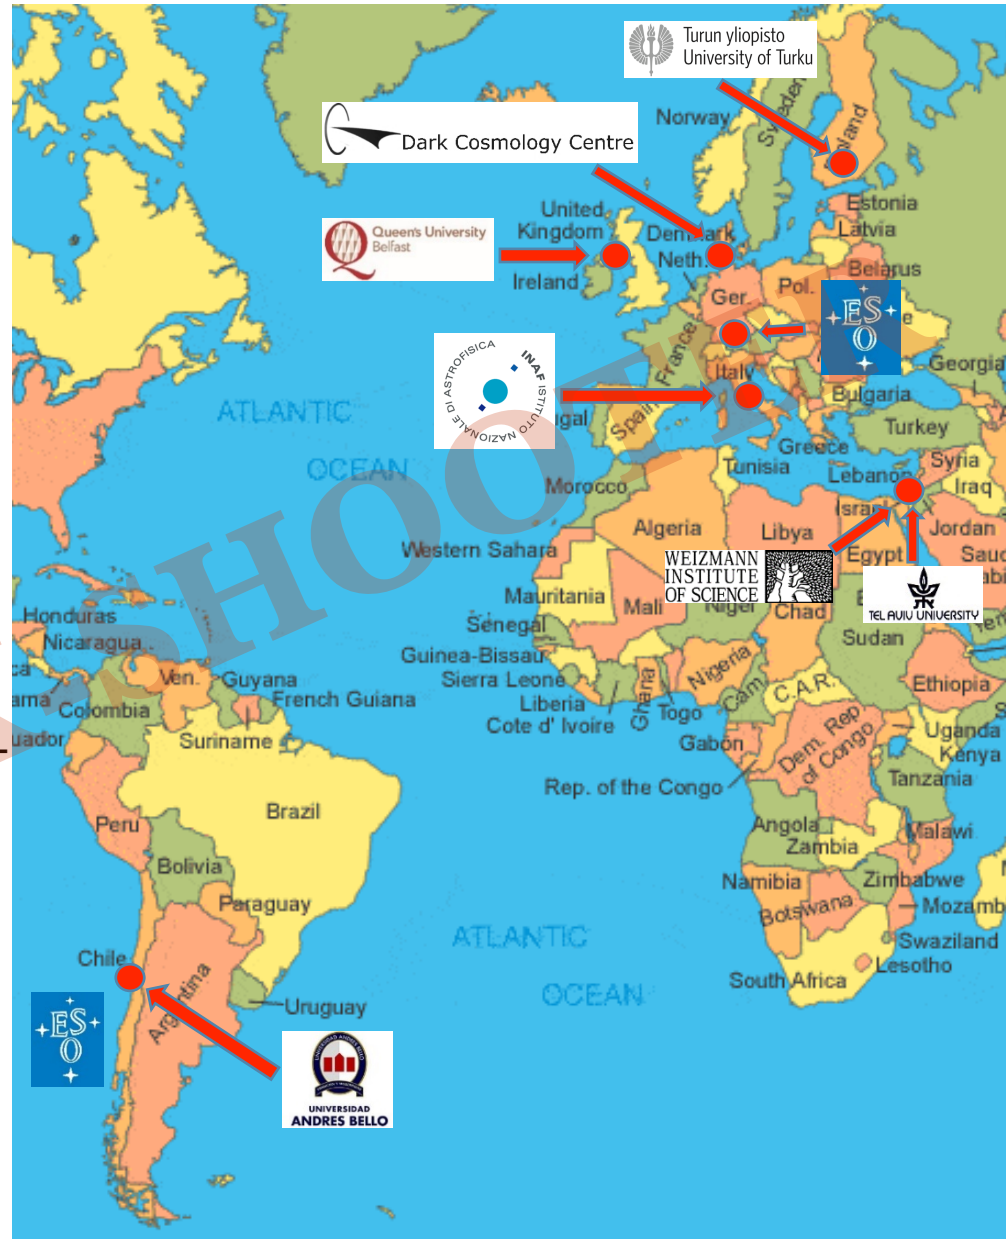 Turun yliopisto
University of Turku
Norway
Sweden
Dark Cosmology Centre
Estonia
Latvia
United
Kingdom
Queen's University
Belfast
Denmark
Neth.
Belarus
Ireland
Ger.
Pol.
ESO
France
Georgia
INAF ISTITUTO NAZIONALE DI ASTROFISICA
Italy
Bulgaria
Spain
ATLANTIC
OCEAN
Turkey
Greece
Tunisia
Lebanon
Syria
Iraq
Morocco
Israel
Algeria
Libya
Jordan
Egypt
Western Sahara
WEIZMANN
INSTITUTE
OF SCIENCE
TEL AVIV UNIVERSITY
Mauritania
Mali
Niger
Chad
Honduras
Nicaragua
Senegal
Sudan
Guinea-Bissau
Sierra Leone
Nigeria
Ethiopia
Ven.
Guyana
French Guiana
Colombia
Suriname
Liberia
Cote d' Ivoire
Ghana
Togo
Cam.
C.A.R.
Uganda
Kenya
Gabon
Dem. Rep
of Congo
Rep. of the Congo
Tanzania
Brazil
Peru
Angola
Zambia
Malawi
Bolivia
Namibia
Zimbabwe
Paraguay
Botswana
Mozamb
ATLANTIC
OCEAN
Swaziland
Lesotho
South Africa
Chile
Argentina
Uruguay
ESO
UNIVERSIDAD ANDRES BELLO
UNIVERSIDAD
ANDRES BELLO
SHOOTER